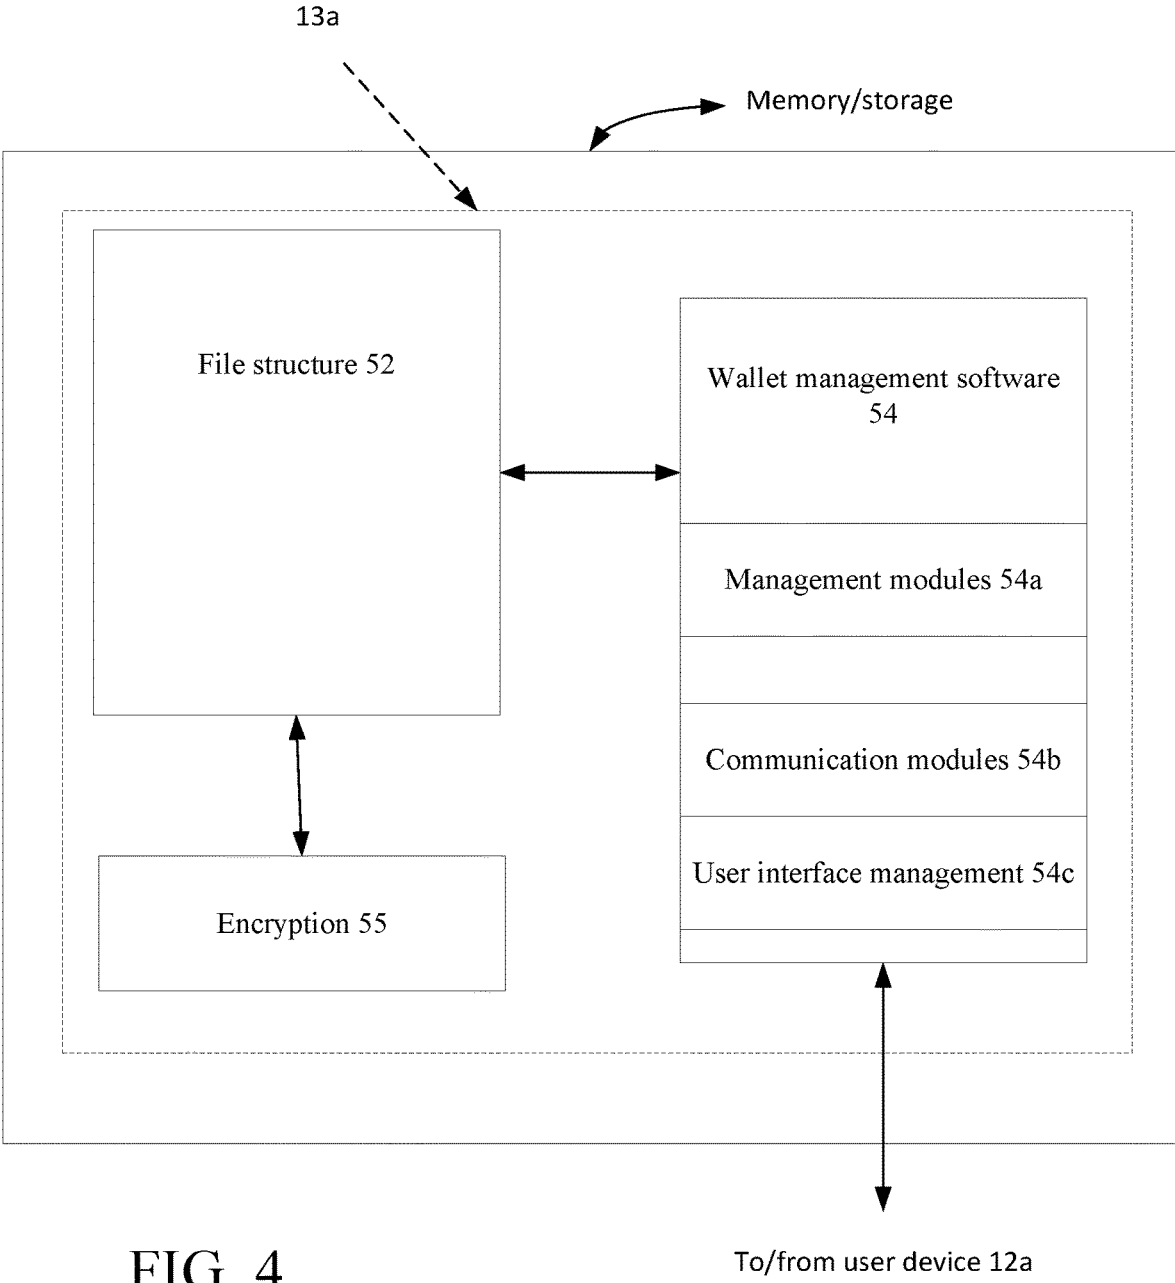 13a
Memory/storage
File structure 52
Wallet management software
54
Management modules 54a
Communication modules 54b
User interface management 54c
Encryption 55
To/from user device 12a
FIG. 4